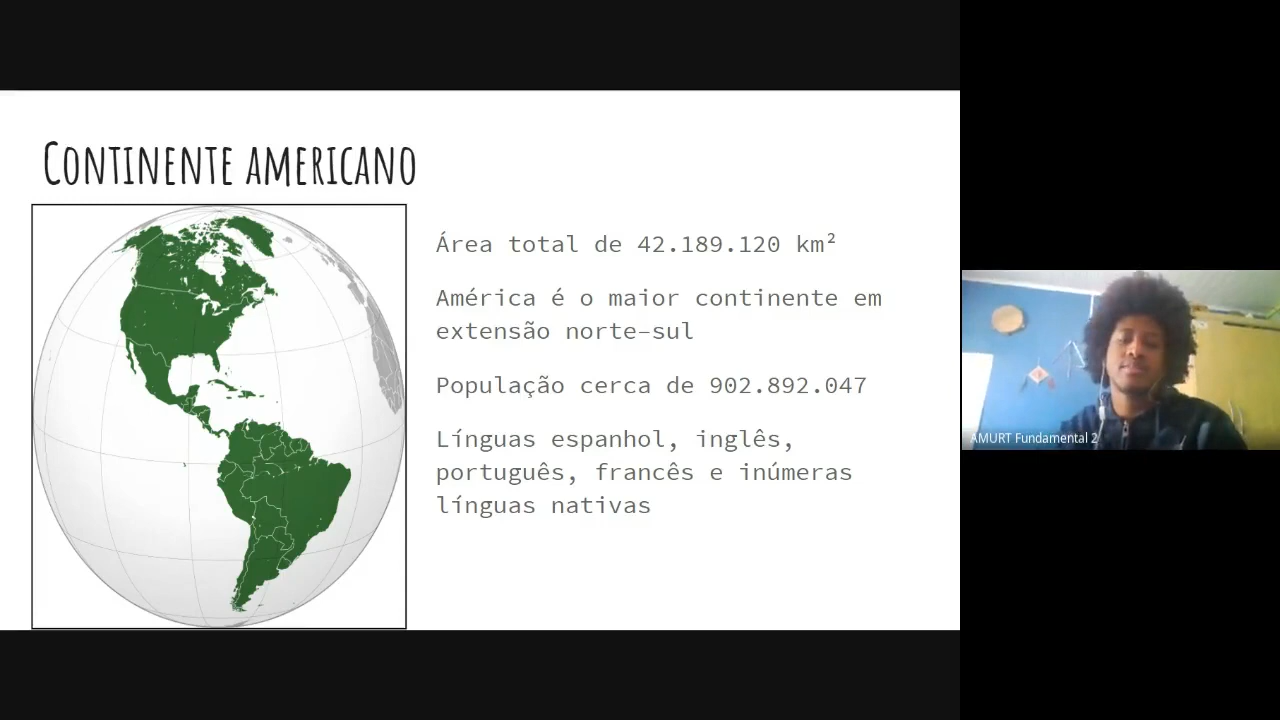 Continente americano
Área total de 42.189.120 km²
América é o maior continente em
extensão norte-sul
População cerca de 902.892.047
Línguas espanhol, inglês,
português, francês e inúmeras
línguas nativas
AMURT Fundamental 2